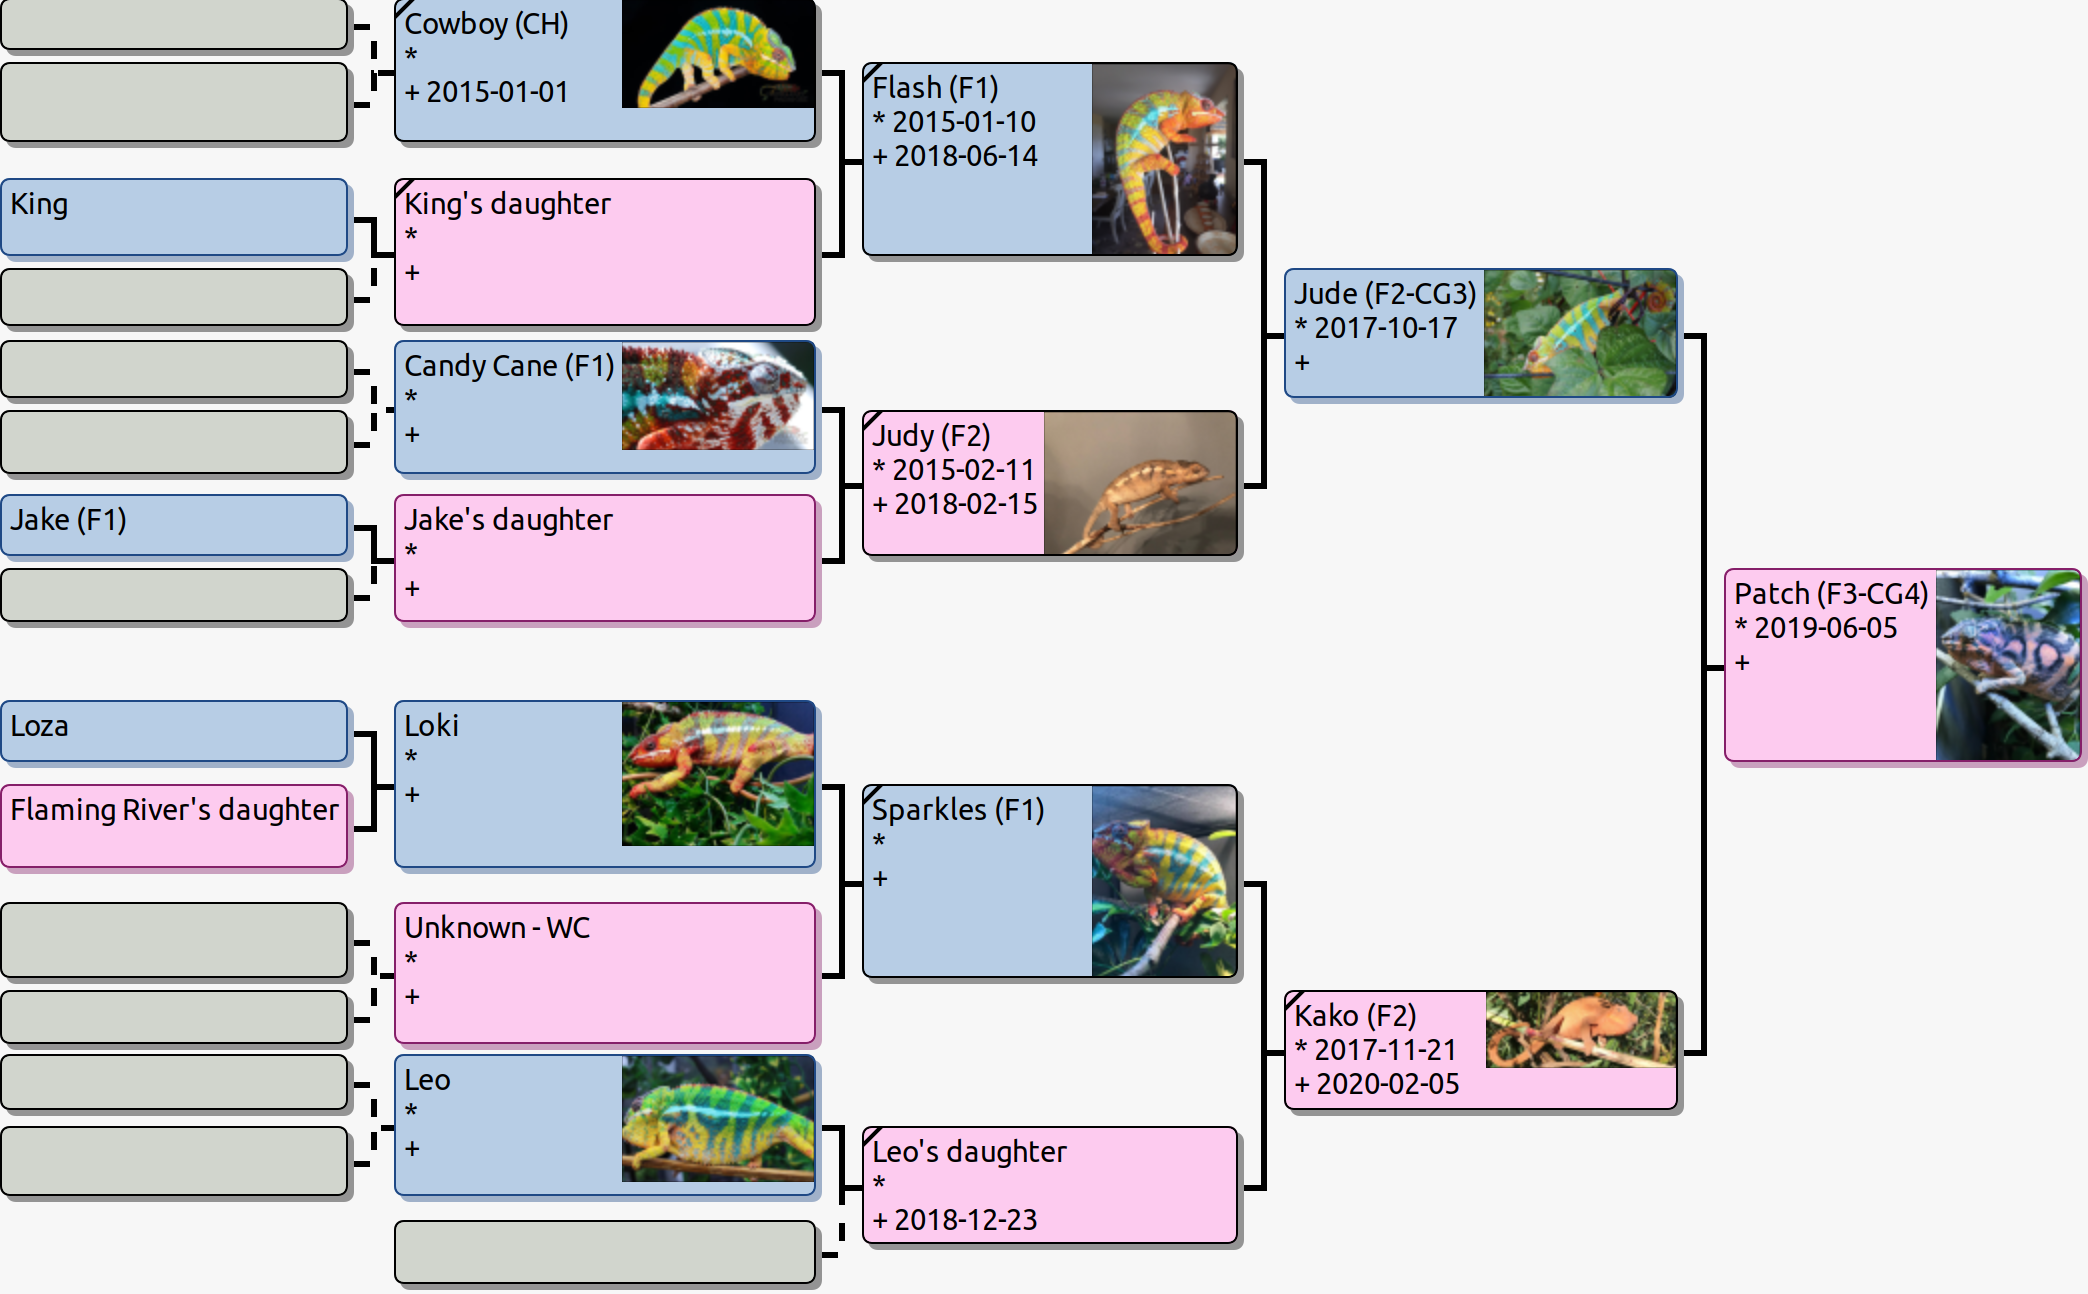 Cowboy (CH)
*
+ 2015-01-01
King
King's daughter
*
+
Candy Cane (F1)
*
+
Jake (F1)
Jake's daughter
*
+
Loza
Flaming River's daughter
Loki
*
+
Unknown - WC
*
+
Leo
*
+
Flash (F1)
* 2015-01-10
+ 2018-06-14
Judy (F2)
* 2015-02-11
+ 2018-02-15
Sparkles (F1)
*
+
Leo's daughter
*
+ 2018-12-23
Jude (F2-CG3)
* 2017-10-17
+
Kako (F2)
* 2017-11-21
+ 2020-02-05
Patch (F3-CG4)
* 2019-06-05
+